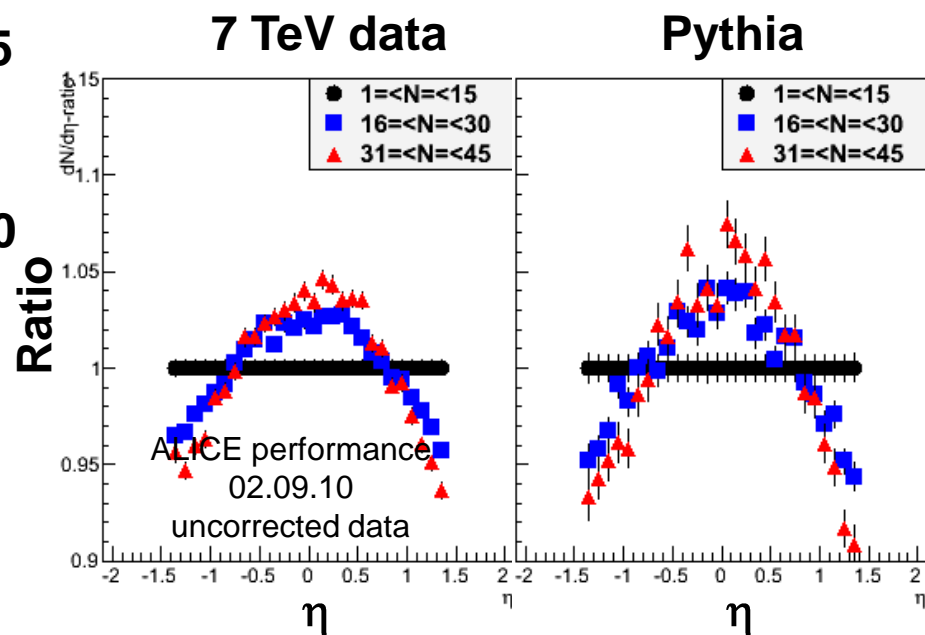 5
0
7 TeV data
Pythia
Ratio
dN/dη-ratio
1.15
1.1
1.05
1
0.95
0.9
1=<N=<15
16=<N=<30
31=<N=<45
ALICE performance
02.09.10
uncorrected data
-2 -1.5 -1 -0.5 0 0.5 1 1.5 2
η
η
1=<N=<15
16=<N=<30
31=<N=<45
-2 -1.5 -1 -0.5 0 0.5 1 1.5 2
η
η